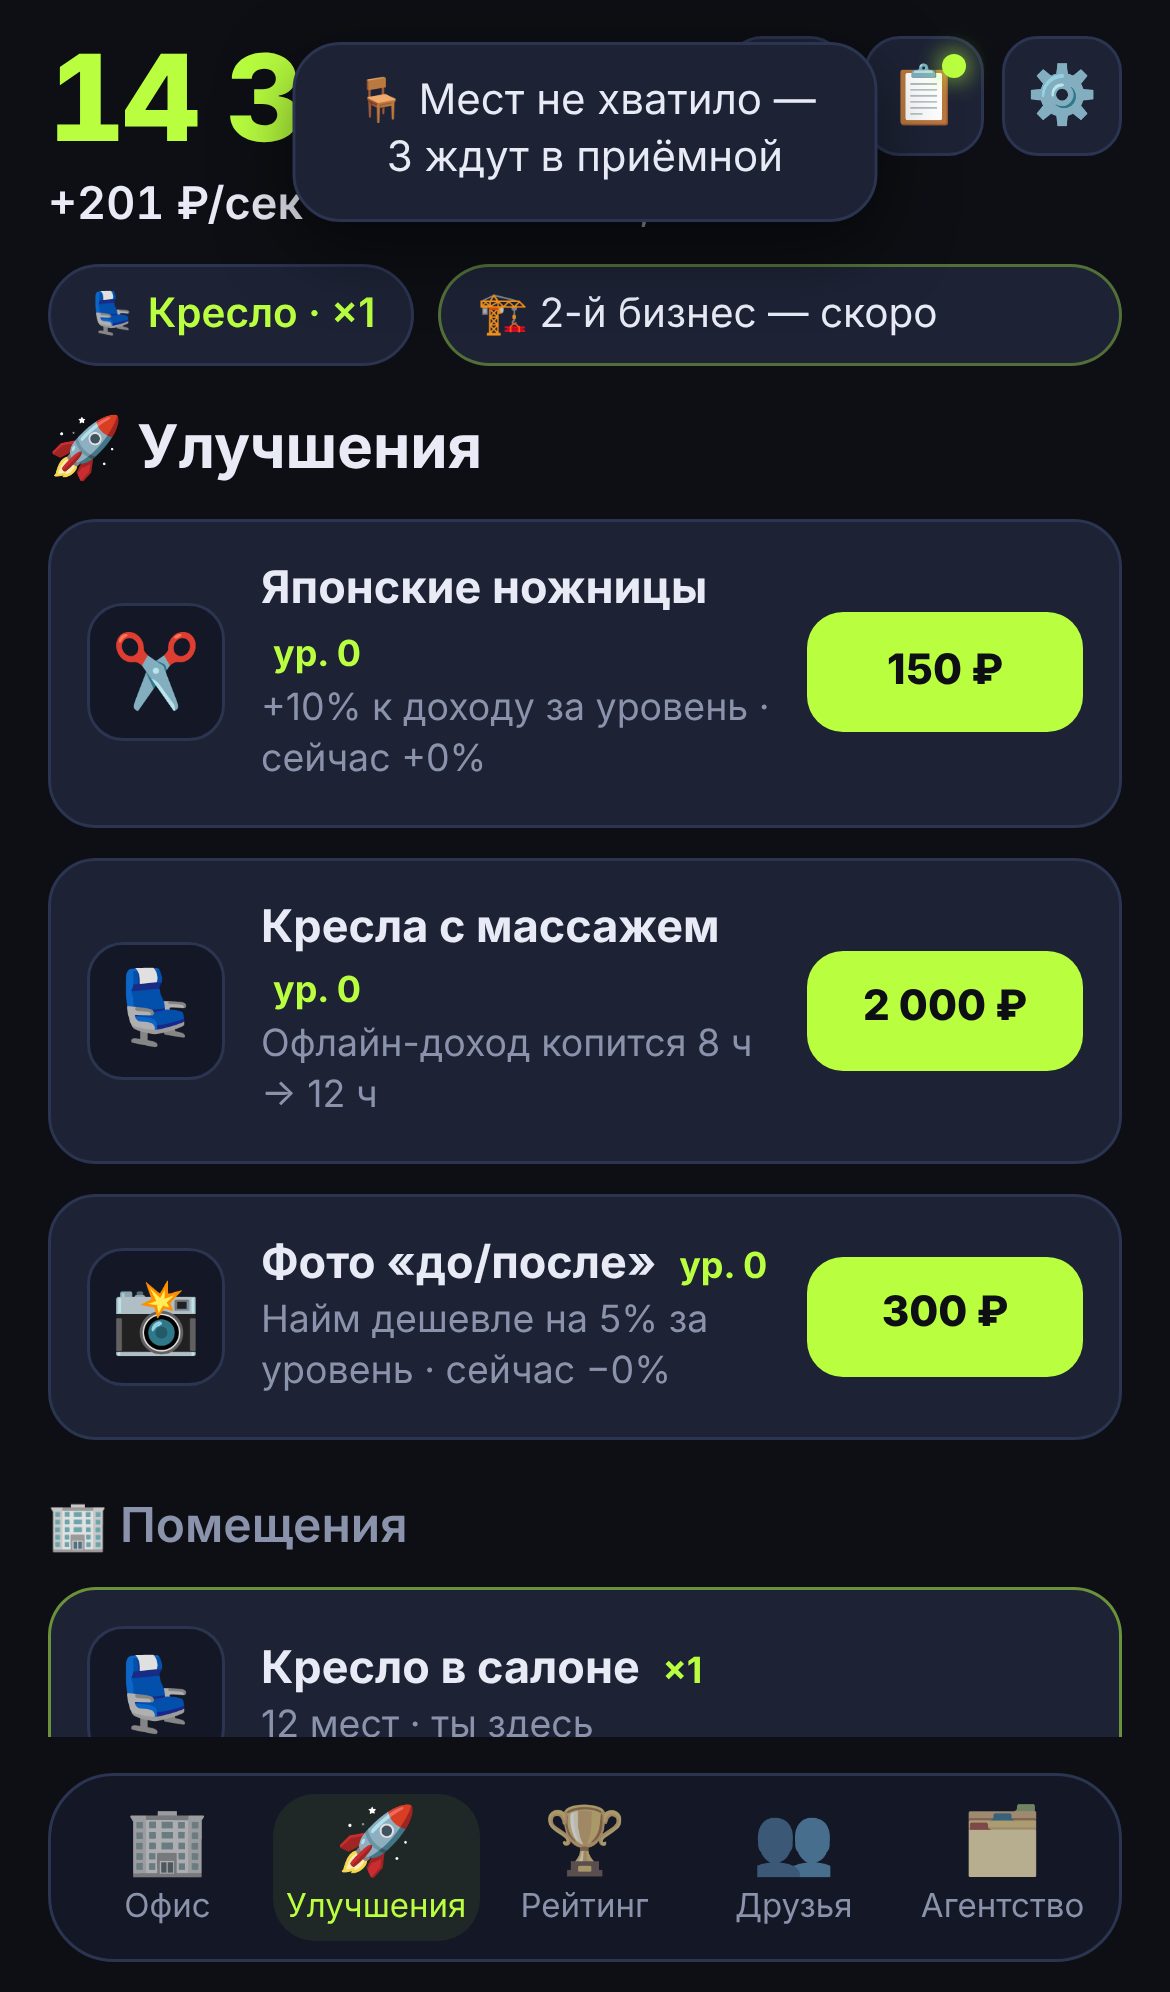 14 3
Мест не хватило —
3 ждут в приёмной
+201 ₽/сек
Кресло · ×1
2-й бизнес — скоро
Улучшения
Японские ножницы
ур. 0
+10% к доходу за уровень ·
сейчас +0%
150 ₽
Кресла с массажем
ур. 0
Офлайн-доход копится 8 ч
→ 12 ч
2 000 ₽
Фото «до/после» ур. 0
Найм дешевле на 5% за
уровень · сейчас −0%
300 ₽
Помещения
Кресло в салоне ×1
12 мест · ты здесь
Офис
Улучшения
Рейтинг
Друзья
Агентство